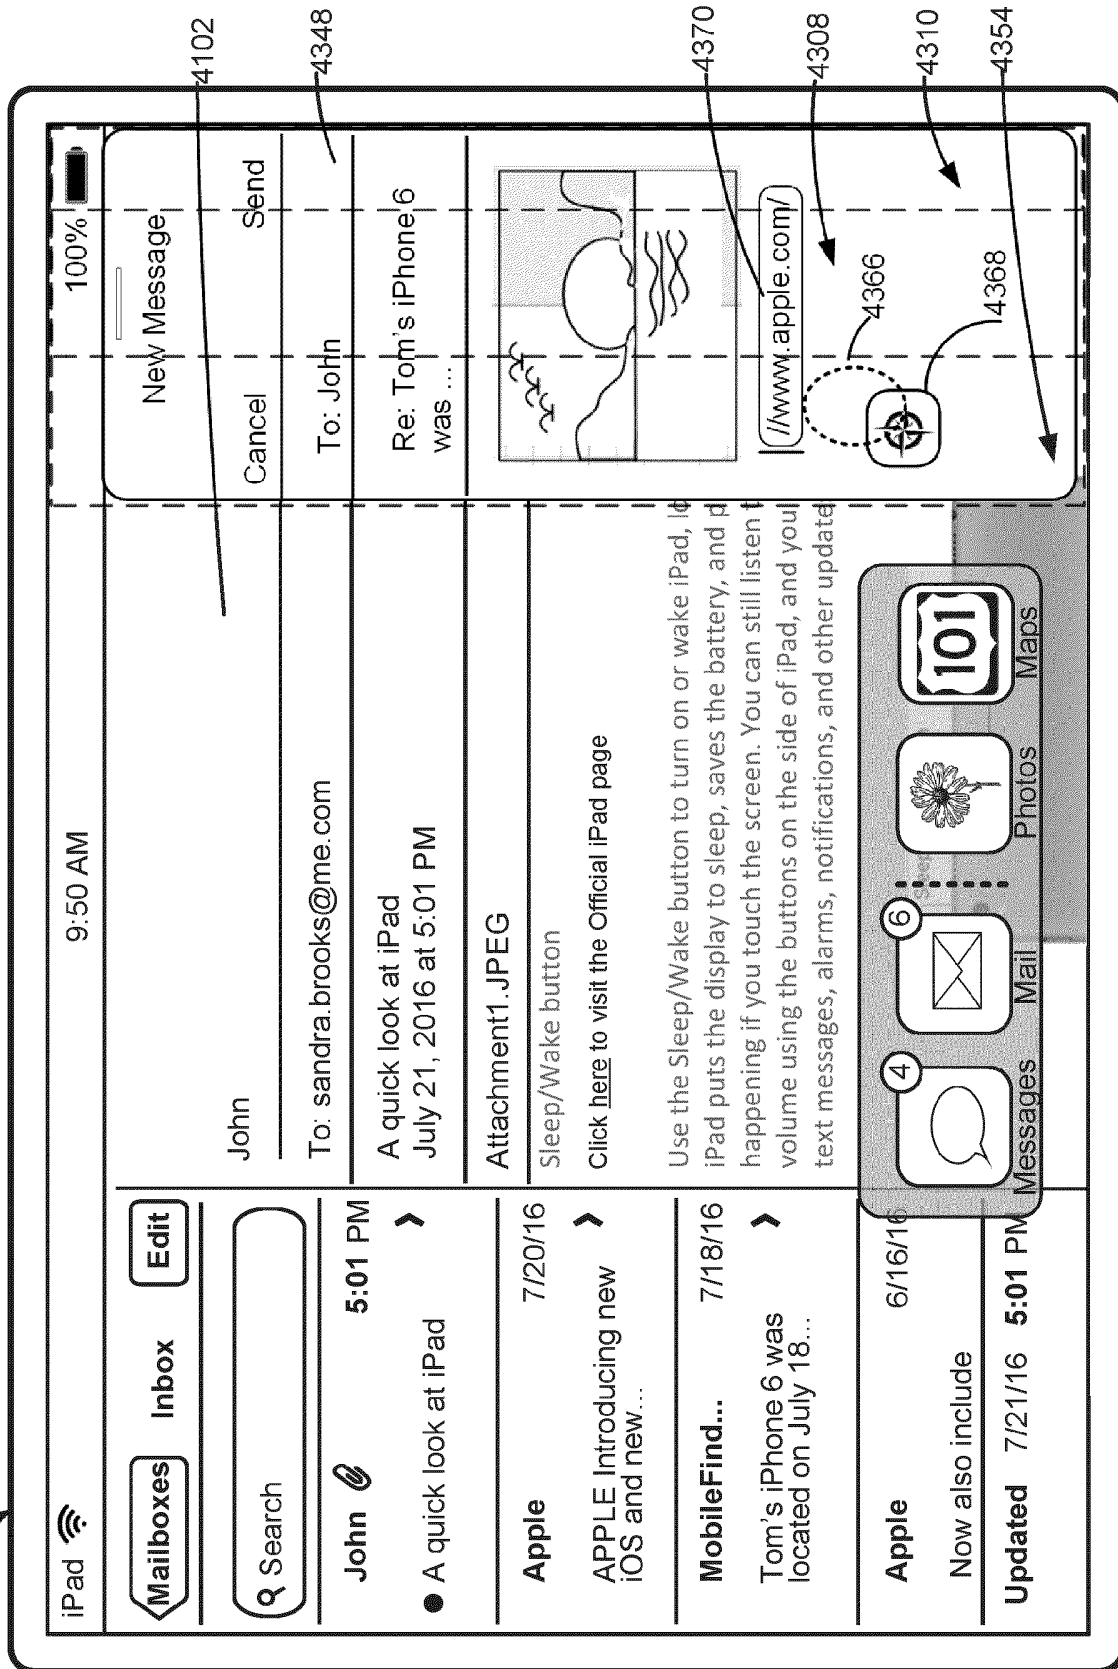 iPad
9:50 AM
100%
Mailboxes
Inbox
Edit
Search
John
5:01 PM
A quick look at iPad
Apple
7/20/16
APPLE Introducing new
iOS and new...
MobileFind...
7/18/16
Tom's iPhone 6 was
located on July 18...
Apple
6/16/16
Now also include
Updated
7/21/16
5:01 PM
John
To: sandra.brooks@me.com
A quick look at iPad
July 21, 2016 at 5:01 PM
Attachment1.JPEG
Sleep/Wake button
Click here to visit the Official iPad page
Use the Sleep/Wake button to turn on or wake iPad, lo
iPad puts the display to sleep, saves the battery, and p
happening if you touch the screen. You can still listen t
volume using the buttons on the side of iPad, and you
text messages, alarms, notifications, and other update
4
Messages
6
Mail
Photos
101
Maps
New Message
Cancel
Send
To: John
Re: Tom's iPhone 6
was ...
//www.apple.com/
4366
4368
4102
4348
4370
4308
4310
4354